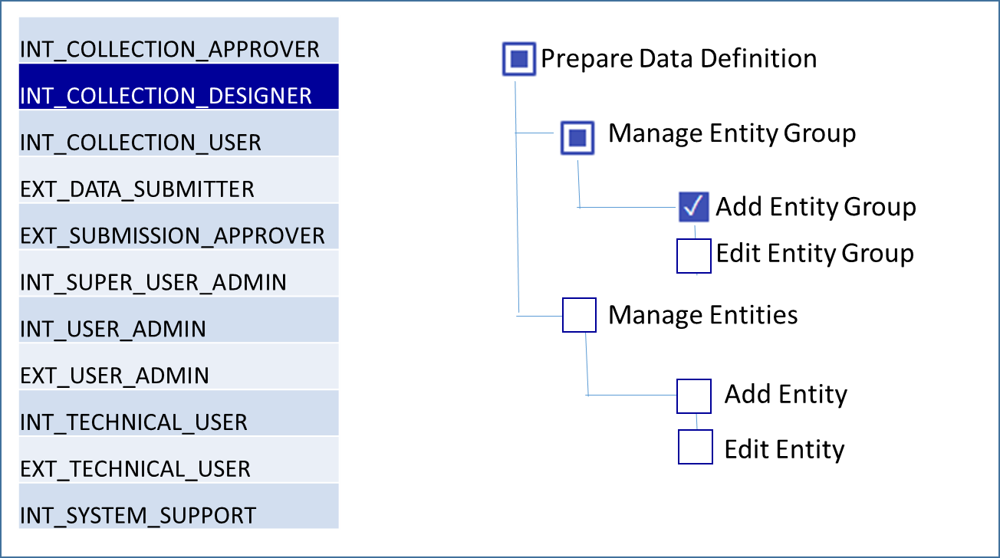 INT_COLLECTION_APPROVER
INT_COLLECTION_DESIGNER
INT_COLLECTION_USER
EXT_DATA_SUBMITTER
EXT_SUBMISSION_APPROVER
INT_SUPER_USER_ADMIN
INT_USER_ADMIN
EXT_USER_ADMIN
INT_TECHNICAL_USER
EXT_TECHNICAL_USER
INT_SYSTEM_SUPPORT
Prepare Data Definition
Manage Entity Group
Add Entity Group
Edit Entity Group
Manage Entities
Add Entity
Edit Entity